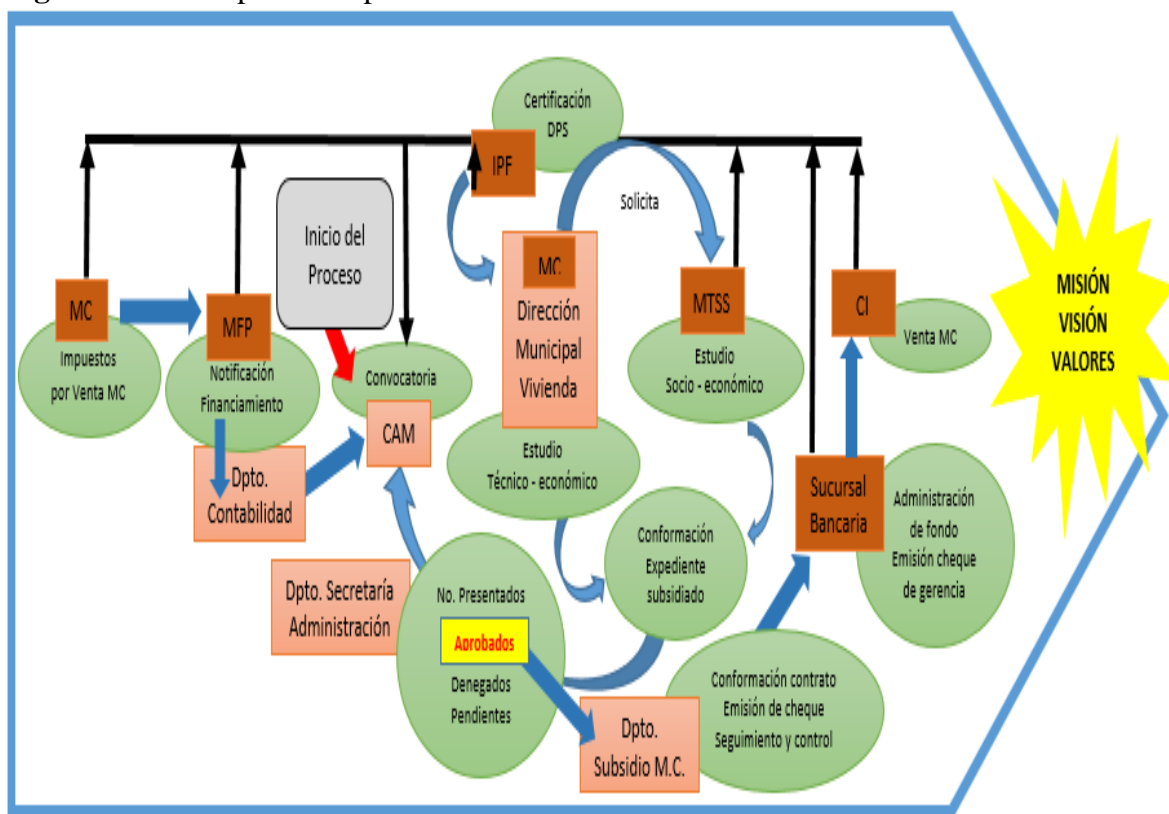 Certificación
DPS
IPF
Solicita
Inicio del
Proceso
MC
Impuestos
por Venta MC
MFP
Notificación
Financiamiento
Dpto.
Contabilidad
Convocatoria
CAM
MC
Dirección
Municipal
Vivienda
Estudio
Técnico - económico
MTSS
Estudio
Socio - económico
CI
Venta MC
MISIÓN
VISIÓN
VALORES
Sucursal
Bancaria
Administración
de fondo
Emisión cheque
de gerencia
Conformación
Expediente
subsidiado
Dpto. Secretaría
Administración
No. Presentados
Aprobados
Denegados
Pendientes
Dpto.
Subsidio M.C.
Conformación contrato
Emisión de cheque
Seguimiento y control